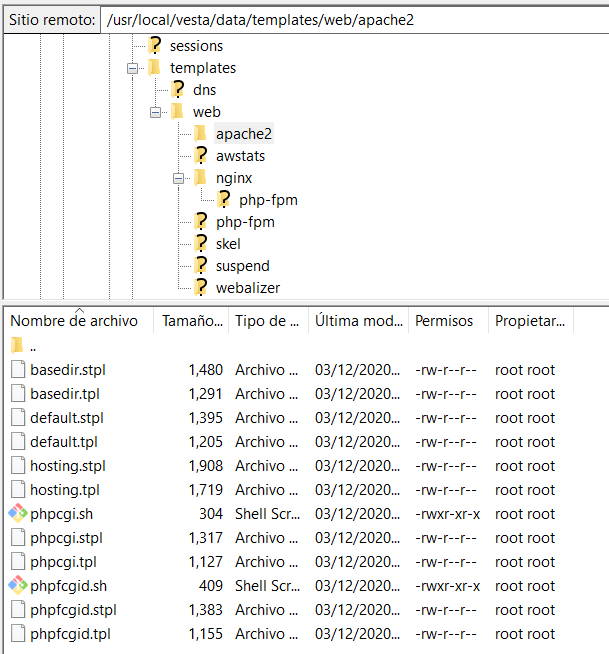 Sitio remoto: /usr/local/vesta/data/templates/web/apache2
sessions
templates
dns
web
apache2
awstats
nginx
php-fpm
php-fpm
skel
suspend
webalizer
Nombre de archivo Tamaño... Tipo de ... Última mod... Permisos Propietar...
..
basedir.stpl 1,480 Archivo ... 03/12/2020... -rw-r--r-- root root
basedir.tpl 1,291 Archivo ... 03/12/2020... -rw-r--r-- root root
default.stpl 1,395 Archivo ... 03/12/2020... -rw-r--r-- root root
default.tpl 1,205 Archivo ... 03/12/2020... -rw-r--r-- root root
hosting.stpl 1,908 Archivo ... 03/12/2020... -rw-r--r-- root root
hosting.tpl 1,719 Archivo ... 03/12/2020... -rw-r--r-- root root
phpcgi.sh 304 Shell Scr... 03/12/2020... -rwxr-xr-x root root
phpcgi.stpl 1,317 Archivo ... 03/12/2020... -rw-r--r-- root root
phpcgi.tpl 1,127 Archivo ... 03/12/2020... -rw-r--r-- root root
phpfcgid.sh 409 Shell Scr... 03/12/2020... -rwxr-xr-x root root
phpfcgid.stpl 1,383 Archivo ... 03/12/2020... -rw-r--r-- root root
phpfcgid.tpl 1,155 Archivo ... 03/12/2020... -rw-r--r-- root root